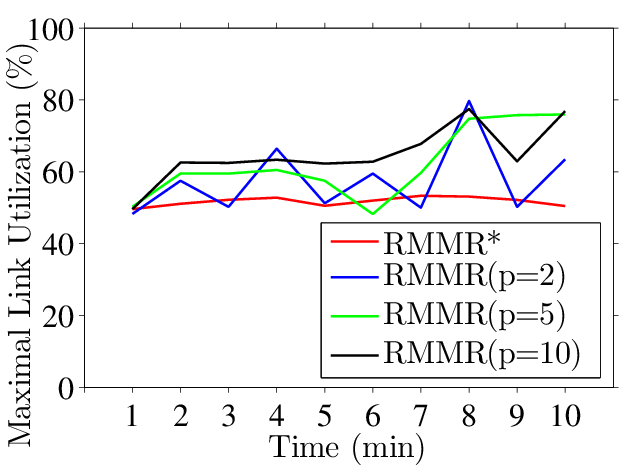 Maximal Link Utilization (%)
100
80
60
40
20
0
RMMR*
RMMR(p=2)
RMMR(p=5)
RMMR(p=10)
1 2 3 4 5 6 7 8 9 10
Time (min)